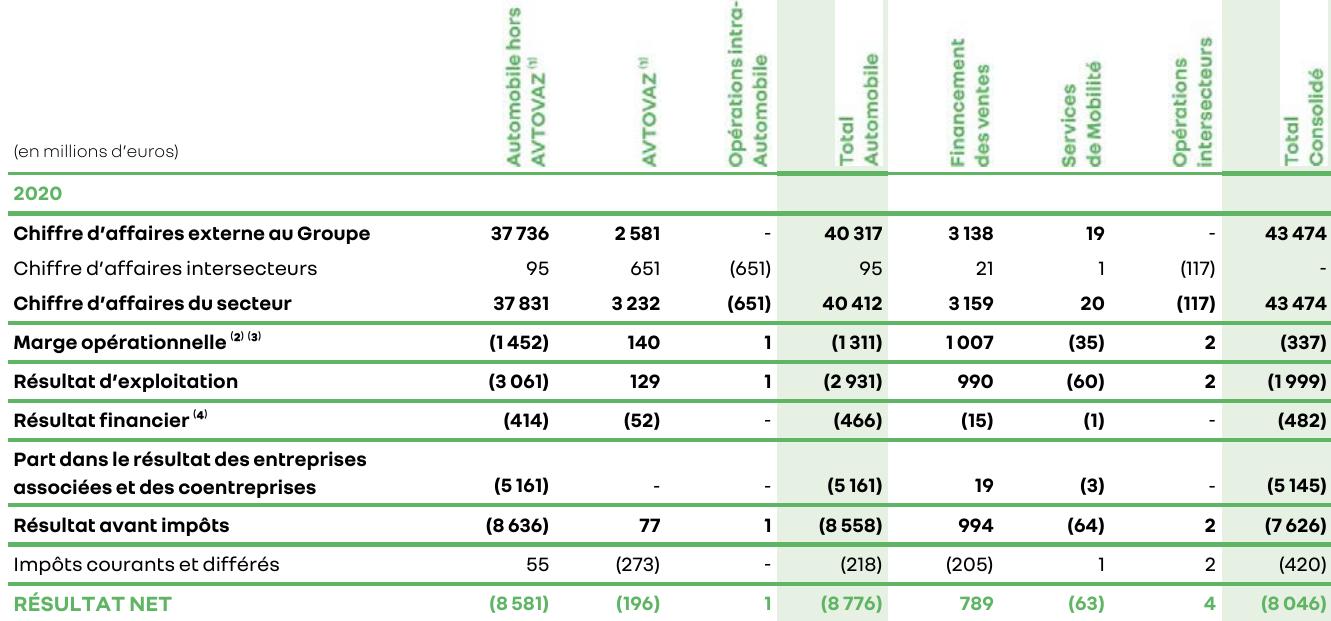 (en millions d’euros) Automobile hors AVTOVAZ (1) AVTOVAZ (1) Opérations intra-Automobile Total Automobile Financement des ventes Services de Mobilité Opérations intersecteurs Total Consolidé
2020
Chiffre d’affaires externe au Groupe 37 736 2 581 - 40 317 3 138 19 - 43 474
Chiffre d’affaires intersecteurs 95 651 (651) 95 21 1 (117) -
Chiffre d’affaires du secteur 37 831 3 232 (651) 40 412 3 159 20 (117) 43 474
Marge opérationnelle (2) (3) (1 452) 140 1 (1 311) 1 007 (35) 2 (337)
Résultat d’exploitation (3 061) 129 1 (2 931) 990 (60) 2 (1 999)
Résultat financier (4) (414) (52) - (466) (15) (1) - (482)
Part dans le résultat des entreprises
associées et des coentreprises (5 161) - - (5 161) 19 (3) - (5 145)
Résultat avant impôts (8 636) 77 1 (8 558) 994 (64) 2 (7 626)
Impôts courants et différés 55 (273) - (218) (205) 1 2 (420)
RÉSULTAT NET (8 581) (196) 1 (8 776) 789 (63) 4 (8 046)